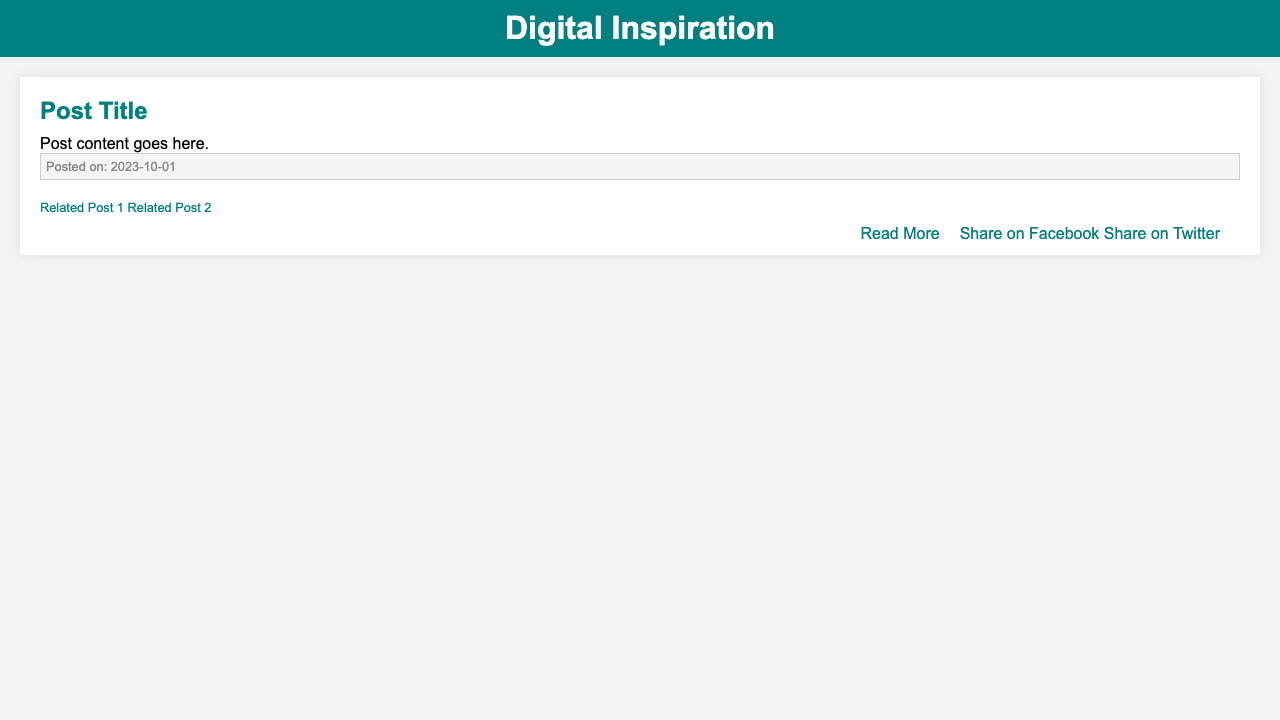 Digital Inspiration
Post Title
Post content goes here.
Posted on: 2023-10-01
Related Post 1 Related Post 2
Read More Share on Facebook Share on Twitter